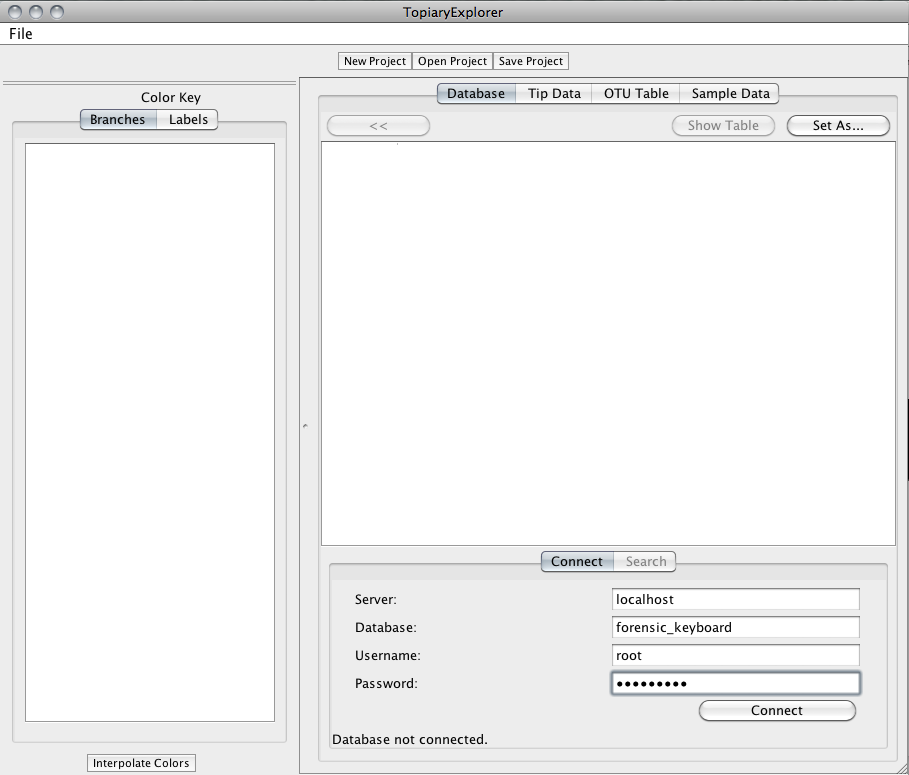 TopiaryExplorer
File
New Project Open Project Save Project
Color Key
Branches Labels
Interpolate Colors
Database Tip Data OTU Table Sample Data
<< Show Table Set As...
Connect Search
Server: localhost
Database: forensic_keyboard
Username: root
Password: •••••••••
Connect
Database not connected.